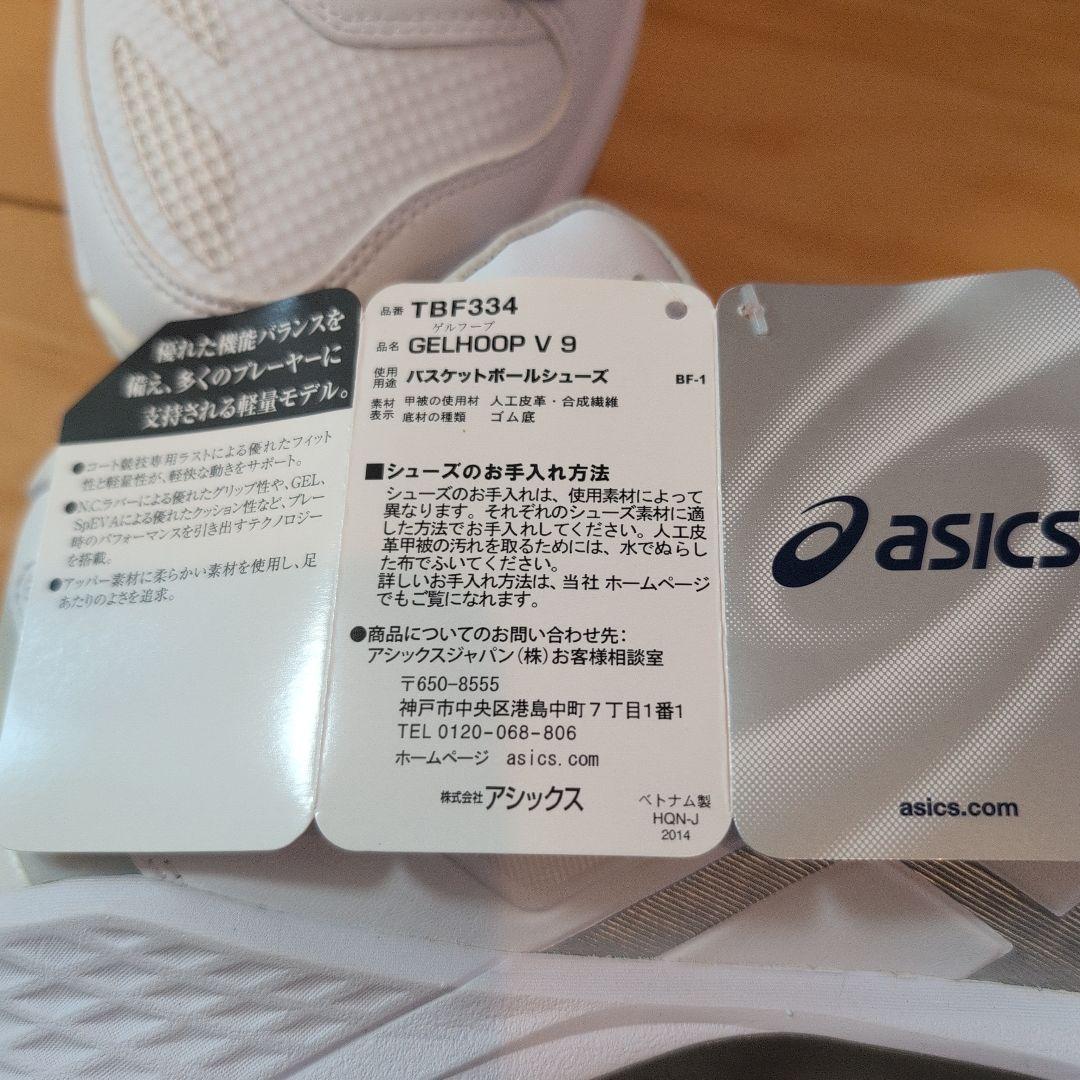 優れた機能バランスを
備え、多くのプレーヤーに
支持される軽量モデル。
●コート競技専用ラストによる優れたフィット
性と軽量性が、軽快な動きをサポート。
●N.C.ラバーによる優れたグリップ性や、GEL、
SpEVAによる優れたクッション性など、プレー
時のパフォーマンスを引き出すテクノロジー
を搭載。
●アッパー素材に柔らかい素材を使用し、足
あたりのよさを追求。
品番 TBF334
ゲルフープ
品名 GELHOOP V 9
使用用途 バスケットボールシューズ BF-1
素材表示 甲被の使用材 人工皮革・合成繊維
底材の種類 ゴム底
■シューズのお手入れ方法
シューズのお手入れは、使用素材によって
異なります。それぞれのシューズ素材に適
した方法でお手入れしてください。人工皮
革甲被の汚れを取るためには、水でぬらし
た布でふいてください。
詳しいお手入れ方法は、当社 ホームページ
でもご覧になれます。
●商品についてのお問い合わせ先：
アシックスジャパン（株）お客様相談室
〒650-8555
神戸市中央区港島中町７丁目1番1
TEL 0120-068-806
ホームページ asics.com
株式会社アシックス
ベトナム製
HQN-J
2014
asics
asics.com